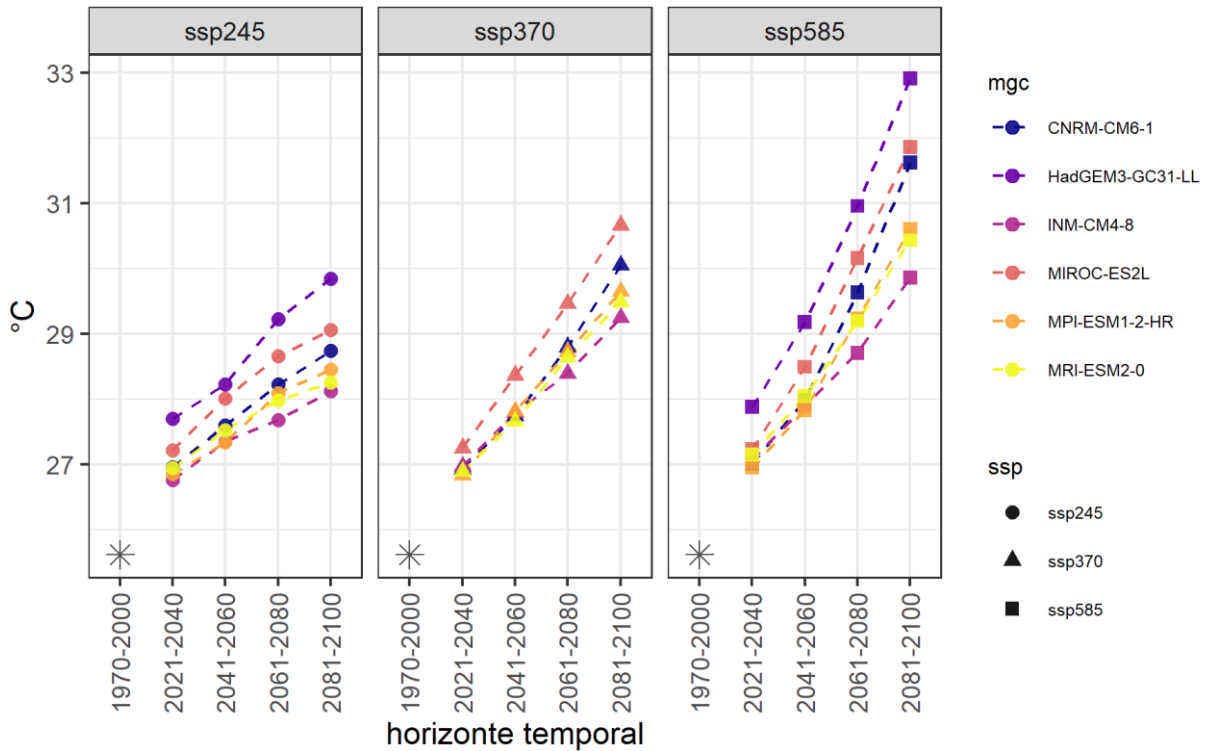 ssp245
ssp370
ssp585
°C
33
31
29
27
1970-2000
2021-2040
2041-2060
2061-2080
2081-2100
1970-2000
2021-2040
2041-2060
2061-2080
2081-2100
1970-2000
2021-2040
2041-2060
2061-2080
2081-2100
horizonte temporal
mgc
CNRM-CM6-1
HadGEM3-GC31-LL
INM-CM4-8
MIROC-ES2L
MPI-ESM1-2-HR
MRI-ESM2-0
ssp
ssp245
ssp370
ssp585